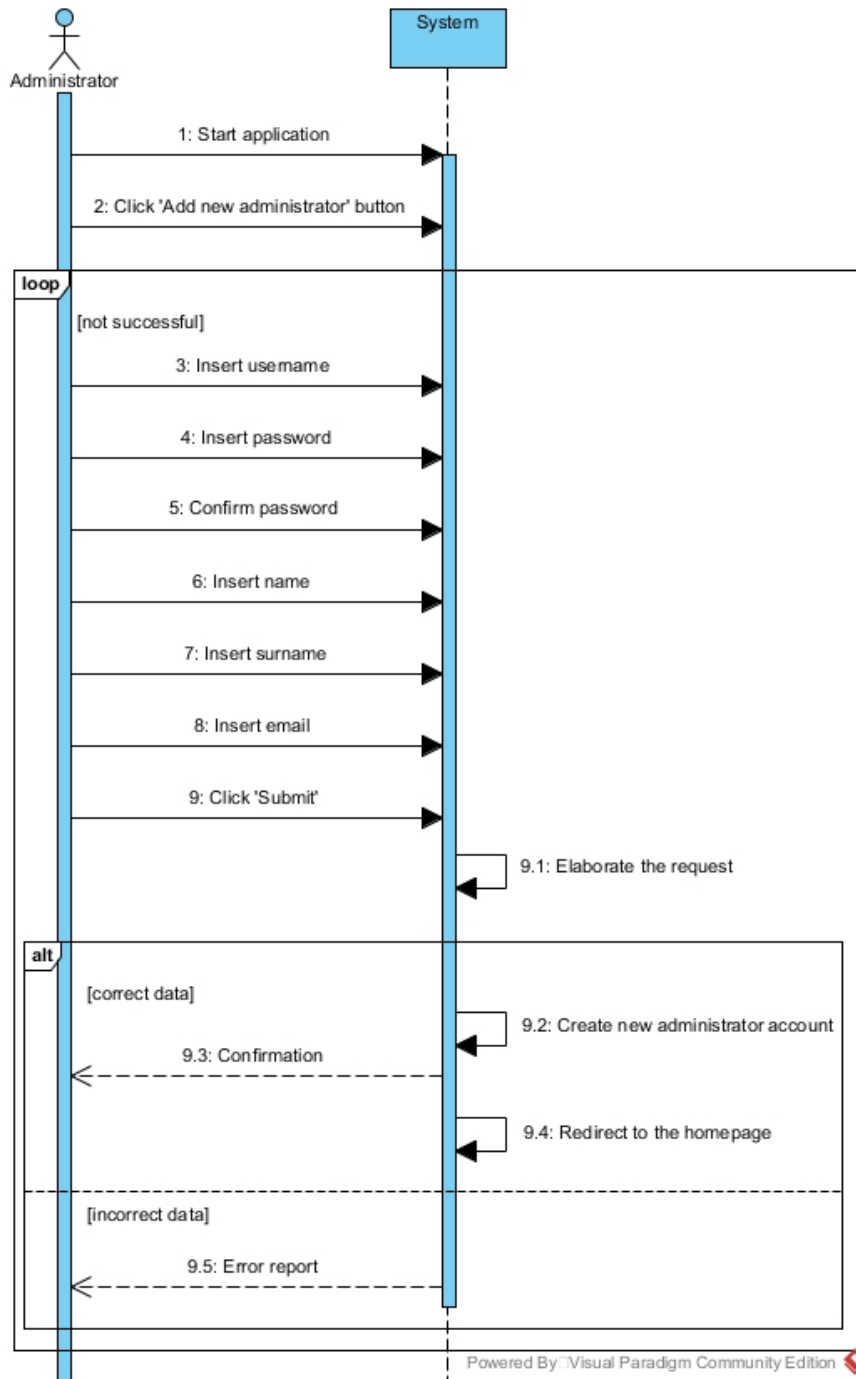 System
Administrator
1: Start application
2: Click 'Add new administrator' button
loop
[not successful]
3: Insert username
4: Insert password
5: Confirm password
6: Insert name
7: Insert surname
8: Insert email
9: Click 'Submit'
9.1: Elaborate the request
alt
[correct data]
9.2: Create new administrator account
9.3: Confirmation
9.4: Redirect to the homepage
[incorrect data]
9.5: Error report
Powered By Visual Paradigm Community Edition